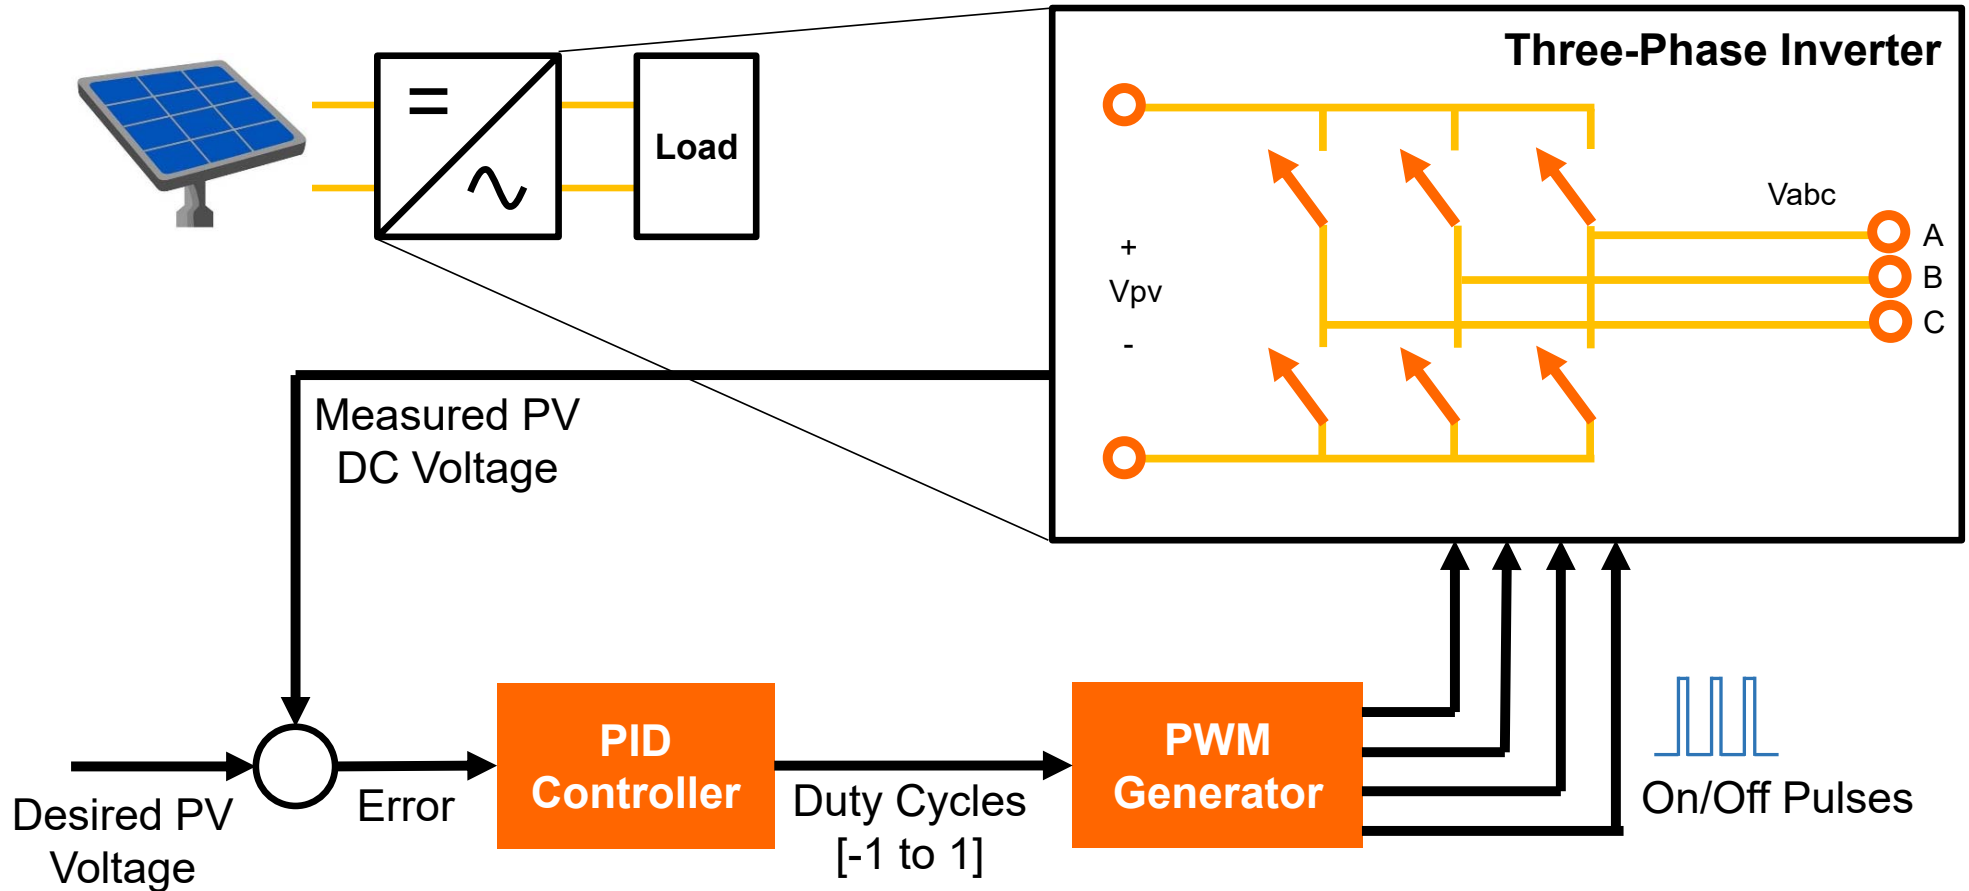 Three-Phase Inverter
=
Load
Vabc
A
+
B
Vpv
C
-
Measured PV
DC Voltage
PID
Controller
PWM
Generator
Desired PV
Voltage
Error
Duty Cycles
[-1 to 1]
On/Off Pulses